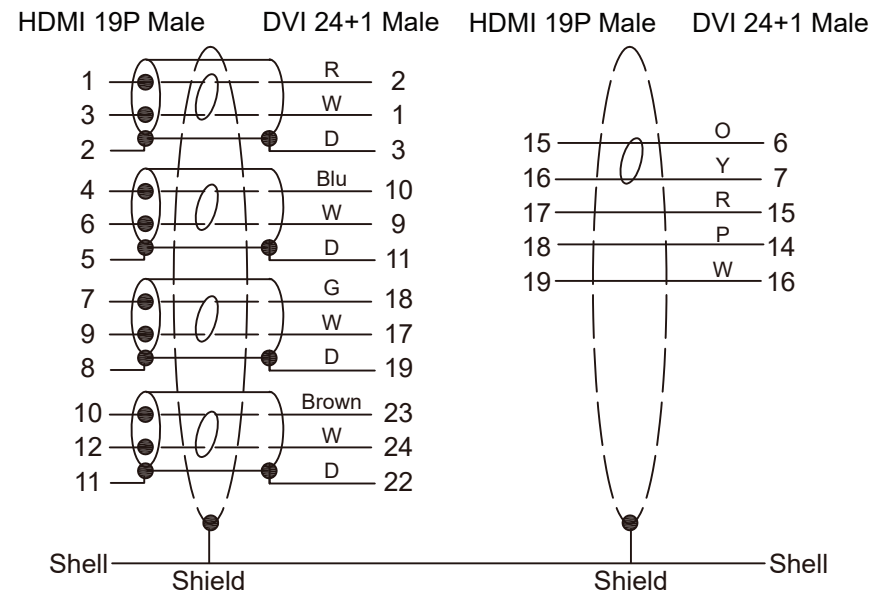 HDMI 19P Male DVI 24+1 Male HDMI 19P Male DVI 24+1 Male
1 R 2
3 W 1
2 D 3
4 Blu 10
6 W 9
5 D 11
7 G 18
9 W 17
8 D 19
10 Brown 23
12 W 24
11 D 22
15 O 6
16 Y 7
17 R 15
18 P 14
19 W 16
Shell Shield Shield Shell